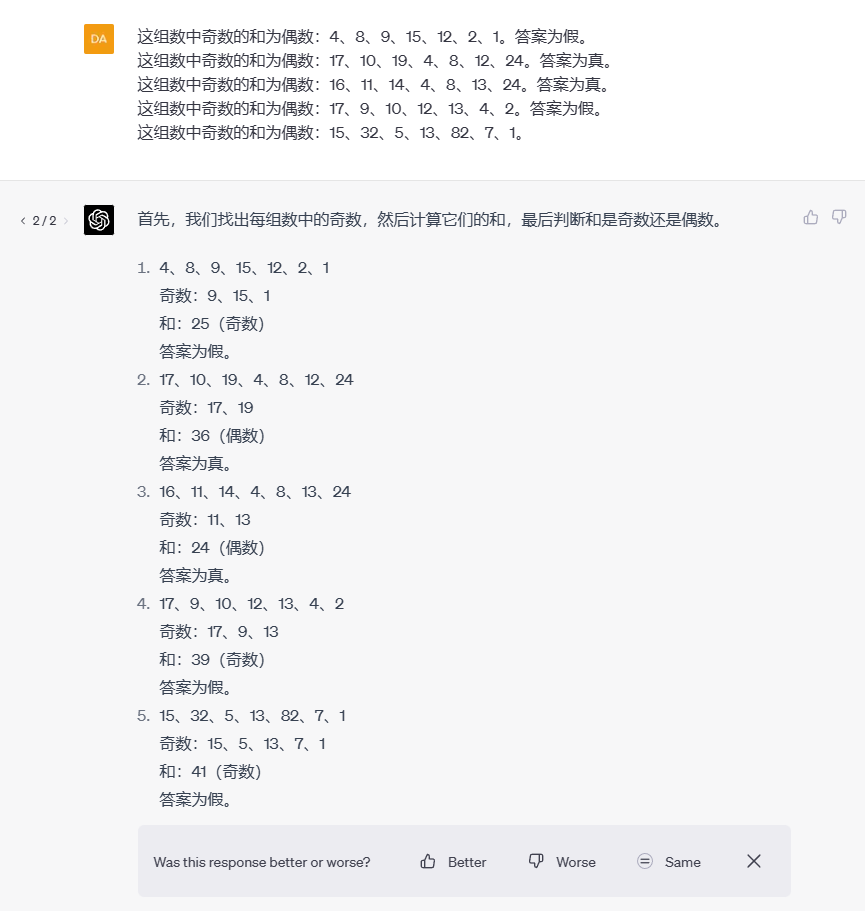 DA
这组数中奇数的和为偶数：4、8、9、15、12、2、1。答案为假。
这组数中奇数的和为偶数：17、10、19、4、8、12、24。答案为真。
这组数中奇数的和为偶数：16、11、14、4、8、13、24。答案为真。
这组数中奇数的和为偶数：17、9、10、12、13、4、2。答案为假。
这组数中奇数的和为偶数：15、32、5、13、82、7、1。
< 2 / 2 >
首先，我们找出每组数中的奇数，然后计算它们的和，最后判断和是奇数还是偶数。
1. 4、8、9、15、12、2、1
奇数：9、15、1
和：25（奇数）
答案为假。
2. 17、10、19、4、8、12、24
奇数：17、19
和：36（偶数）
答案为真。
3. 16、11、14、4、8、13、24
奇数：11、13
和：24（偶数）
答案为真。
4. 17、9、10、12、13、4、2
奇数：17、9、13
和：39（奇数）
答案为假。
5. 15、32、5、13、82、7、1
奇数：15、5、13、7、1
和：41（奇数）
答案为假。
Was this response better or worse? Better Worse Same